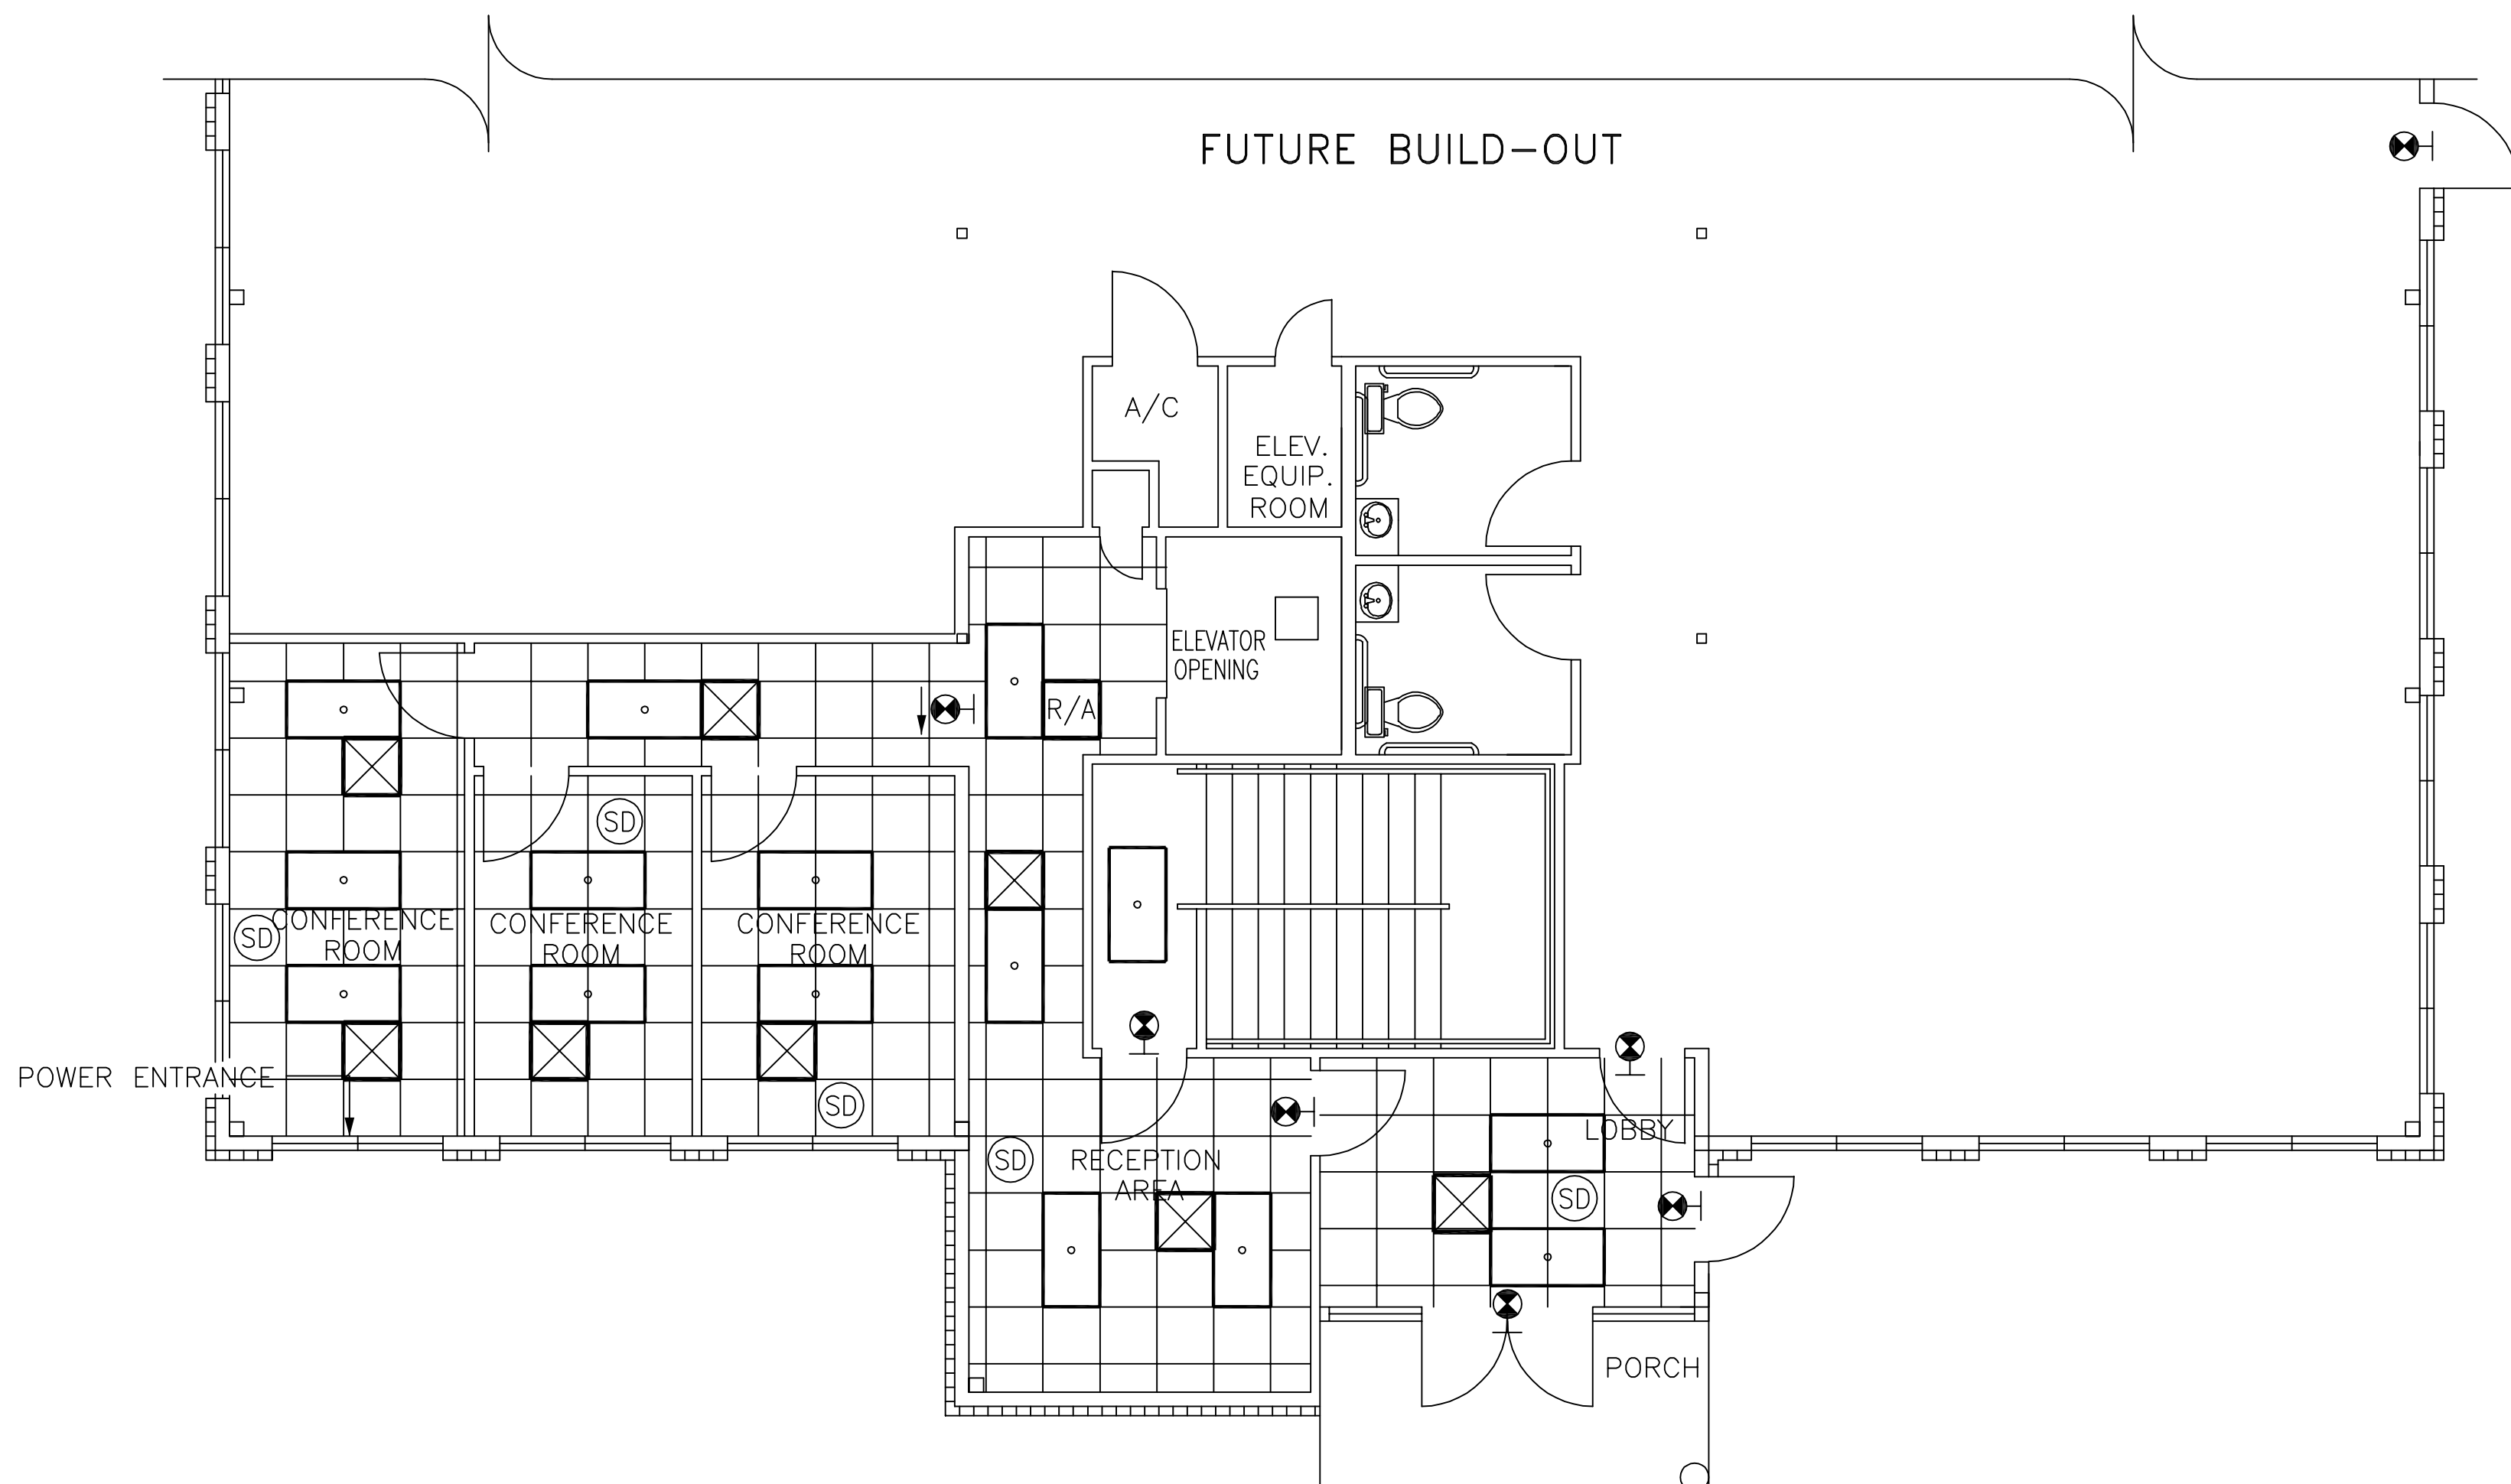 FUTURE BUILD-OUT
A/C
ELEV.
EQUIP.
ROOM
ELEVATOR
OPENING
R/A
SD
CONFERENCE
ROOM
SD
CONFERENCE
ROOM
CONFERENCE
ROOM
POWER ENTRANCE
SD
SD
RECEPTION
AREA
LOBBY
SD
PORCH